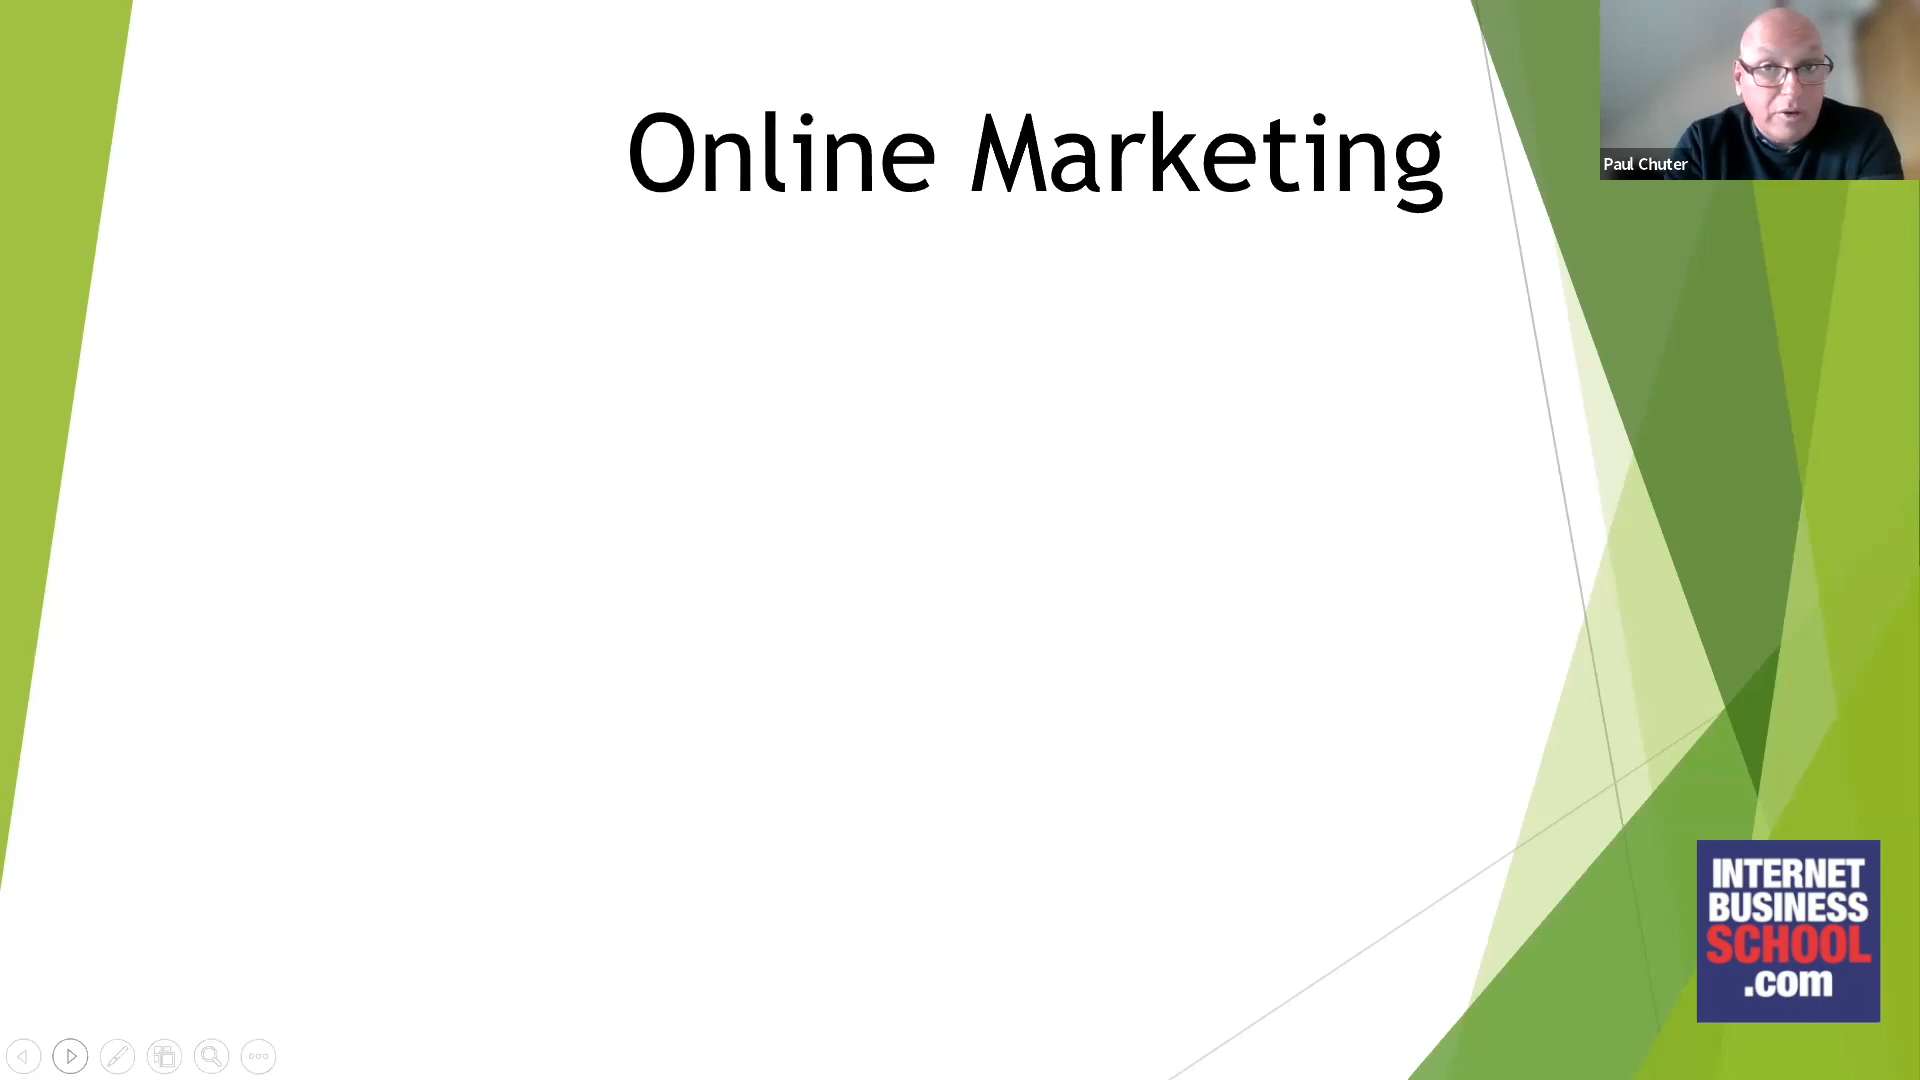 Online Marketing
Paul Chuter
INTERNET
BUSINESS
SCHOOL
.com